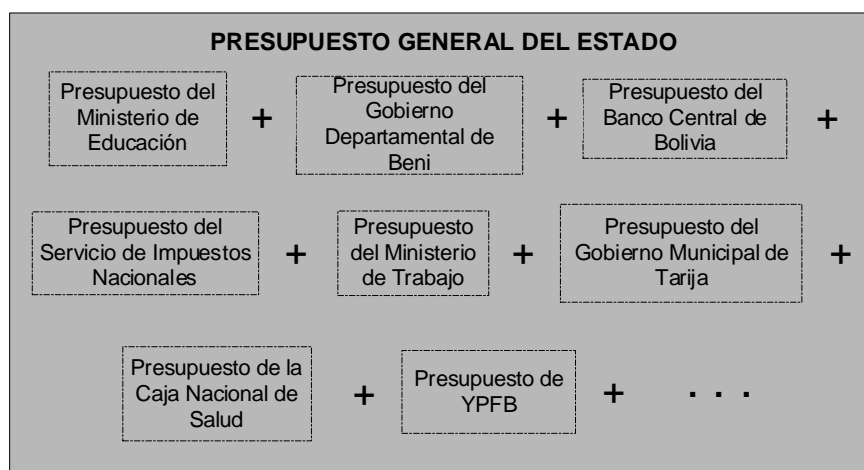 PRESUPUESTO GENERAL DEL ESTADO
Presupuesto del
Ministerio de
Educación
+
Presupuesto del
Gobierno
Departamental de
Beni
+
Presupuesto del
Banco Central de
Bolivia
+
Presupuesto del
Servicio de Impuestos
Nacionales
+
Presupuesto
del Ministerio
de Trabajo
+
Presupuesto del
Gobierno Municipal de
Tarija
+
Presupuesto de la
Caja Nacional de
Salud
+
Presupuesto de
YPFB
+
. . .